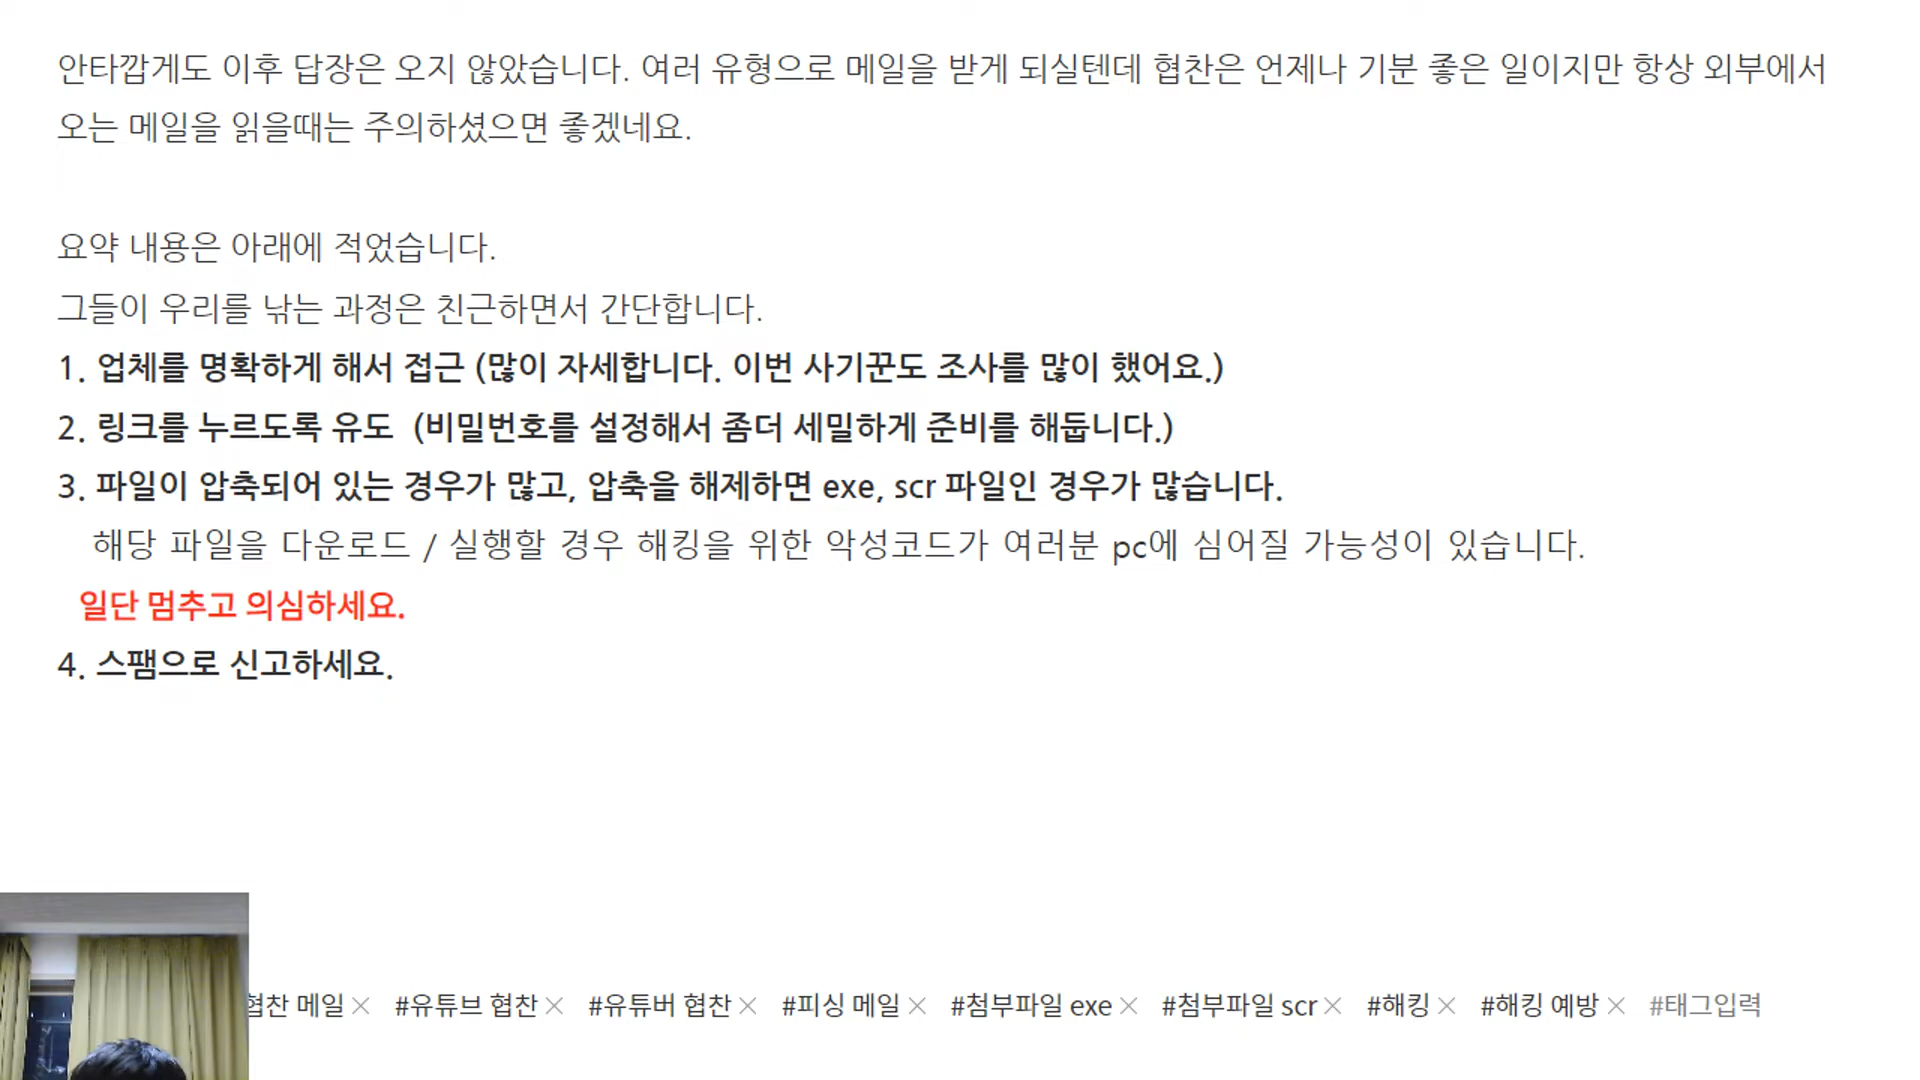 안타깝게도 이후 답장은 오지 않았습니다. 여러 유형으로 메일을 받게 되실텐데 협찬은 언제나 기분 좋은 일이지만 항상 외부에서
오는 메일을 읽을때는 주의하셨으면 좋겠네요.
요약 내용은 아래에 적었습니다.
그들이 우리를 낚는 과정은 친근하면서 간단합니다.
1. 업체를 명확하게 해서 접근 (많이 자세합니다. 이번 사기꾼도 조사를 많이 했어요.)
2. 링크를 누르도록 유도  (비밀번호를 설정해서 좀더 세밀하게 준비를 해둡니다.)
3. 파일이 압축되어 있는 경우가 많고, 압축을 해제하면 exe, scr 파일인 경우가 많습니다.
해당 파일을 다운로드 / 실행할 경우 해킹을 위한 악성코드가 여러분 pc에 심어질 가능성이 있습니다.
일단 멈추고 의심하세요.
4. 스팸으로 신고하세요.
협찬 메일× #유튜브 협찬× #유튜버 협찬× #피싱 메일× #첨부파일 exe× #첨부파일 scr× #해킹× #해킹 예방× #태그입력